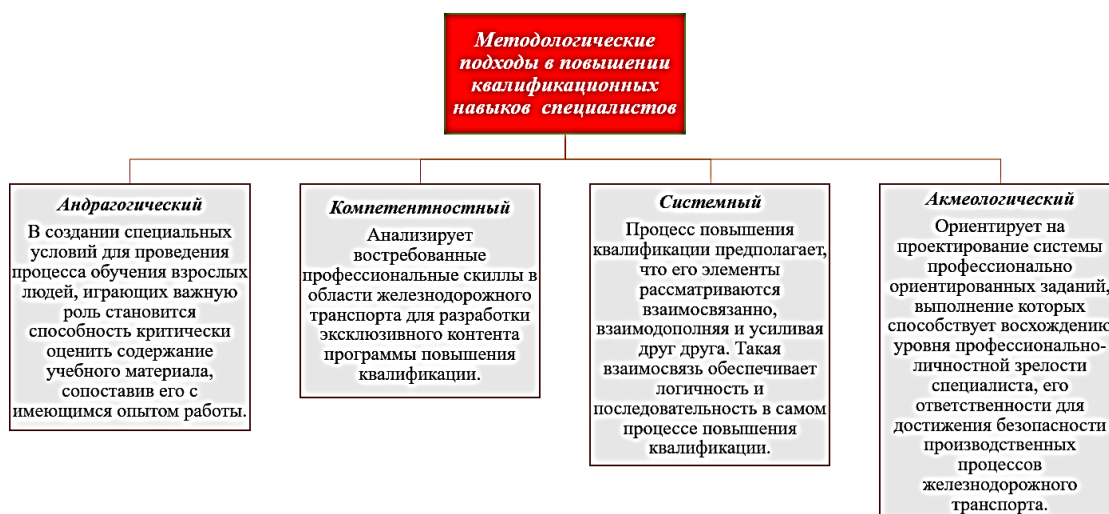 Методологические
подходы в повышении
квалификационных
навыков специалистов
Андрагогический
В создании специальных
условий для проведения
процесса обучения взрослых
людей, играющих важную
роль становится
способность критически
оценить содержание
учебного материала,
сопоставив его с
имеющимся опытом работы.
Компетентностный
Анализирует
востребованные
профессиональные скиллы в
области железнодорожного
транспорта для разработки
эксклюзивного контента
программы повышения
квалификации.
Системный
Процесс повышения
квалификации предполагает,
что его элементы
рассматриваются
взаимосвязанно,
взаимодополняя и усиливая
друг друга. Такая
взаимосвязь обеспечивает
логичность и
последовательность в самом
процессе повышения
квалификации.
Акмеологический
Ориентирует на
проектирование системы
профессионально
ориентированных заданий,
выполнение которых
способствует восхождению
уровня профессионально-
личностной зрелости
специалиста, его
ответственности для
достижения безопасности
производственных
процессов
железнодорожного
транспорта.